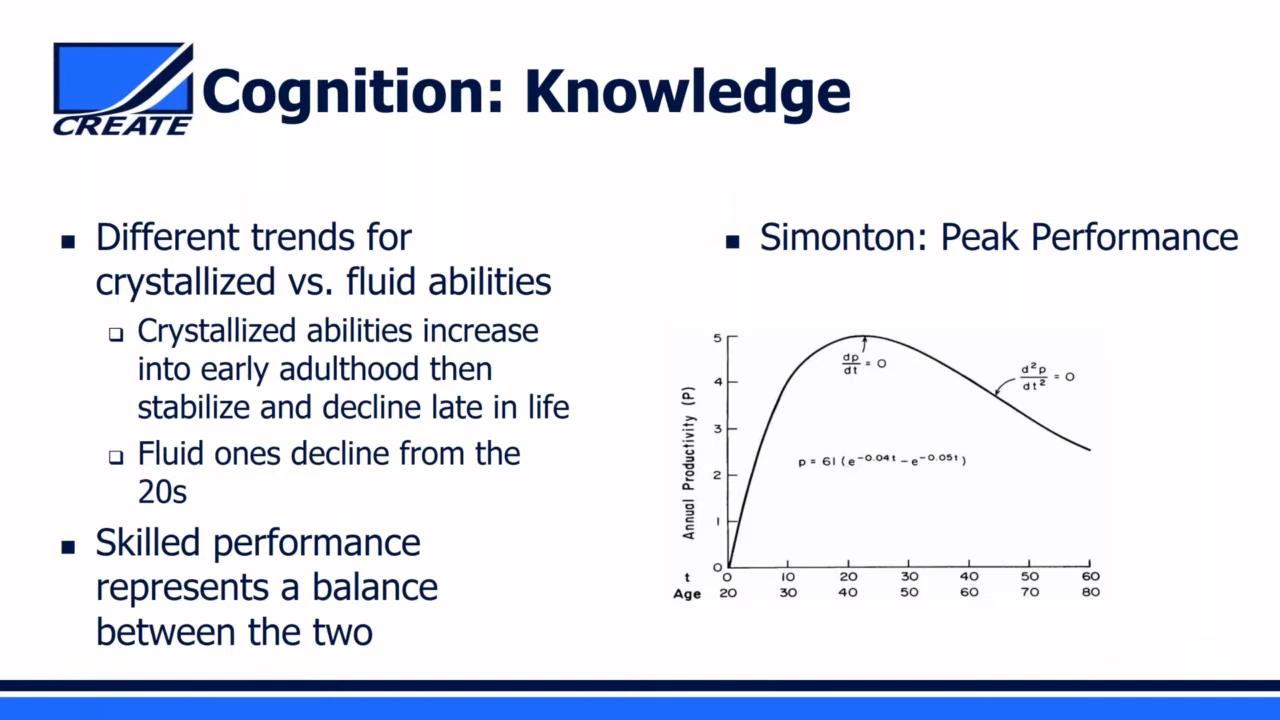 Cognition: Knowledge
CREATE
Different trends for
crystallized vs. fluid abilities
Crystallized abilities increase
into early adulthood then
stabilize and decline late in life
Fluid ones decline from the
20s
Skilled performance
represents a balance
between the two
Simonton: Peak Performance
Annual Productivity (P)
5
4
3
2
1
0
dp/dt = 0
d²p/dt² = 0
p = 61(e^-0.04t - e^-0.05t)
t 0 10 20 30 40 50 60
Age 20 30 40 50 60 70 80